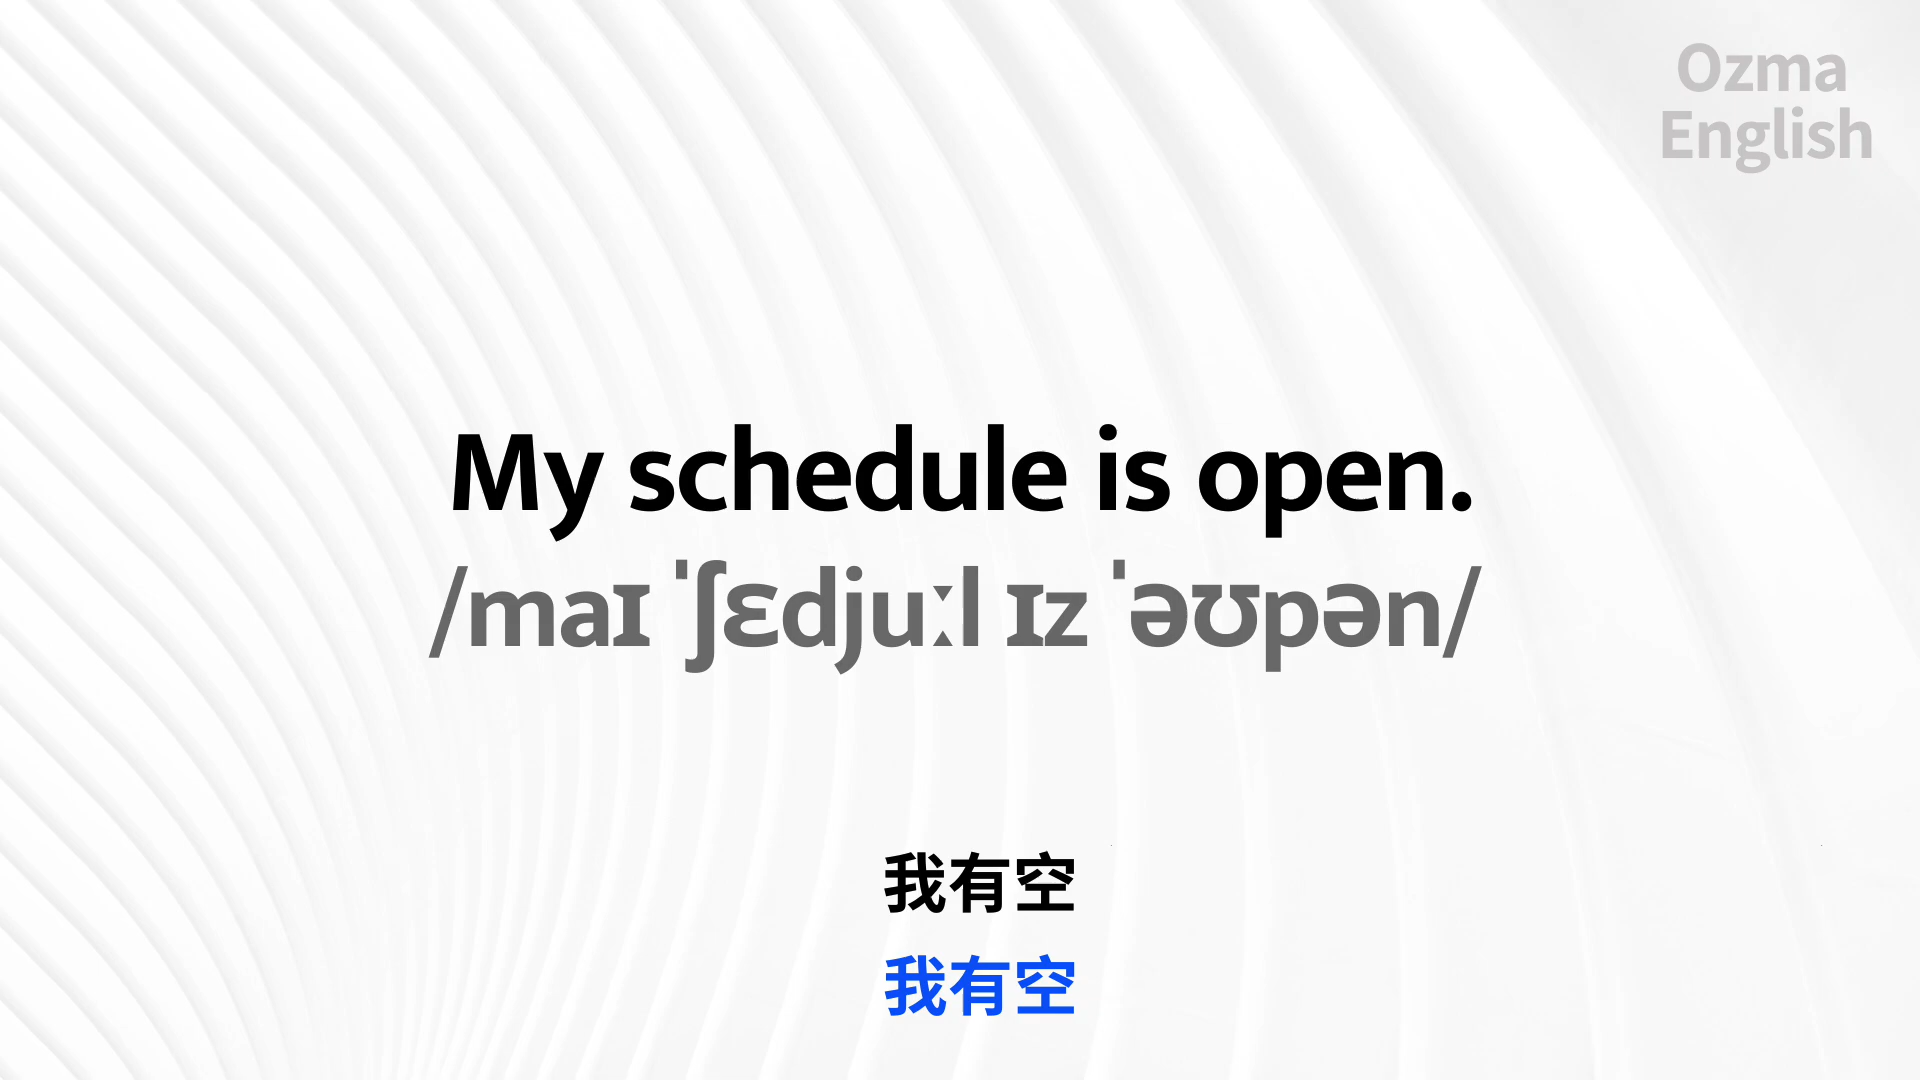 Ozma
English
My schedule is open.
/maɪ ˈʃɛdjuːl ɪz ˈəʊpən/
我有空
我有空